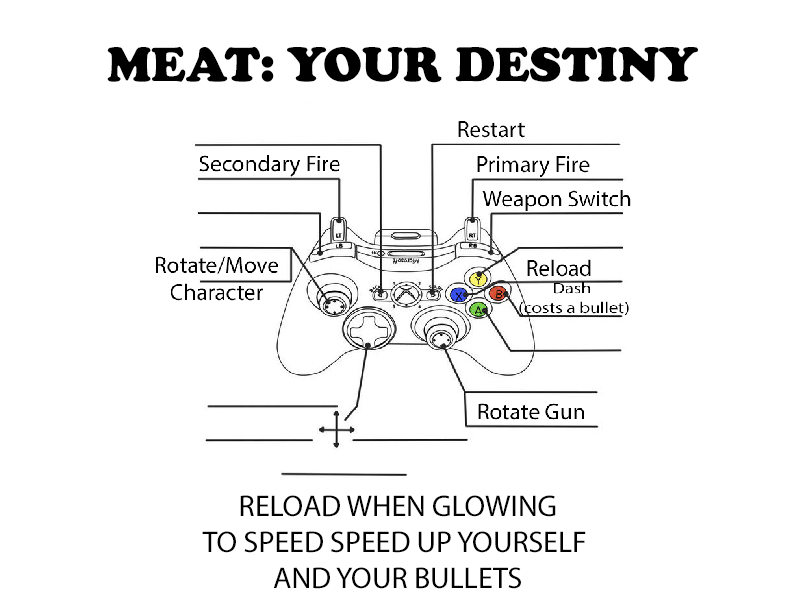 MEAT: YOUR DESTINY
Restart
Secondary Fire
Primary Fire
Weapon Switch
LT
RT
LB
RB
Rotate/Move
Character
Y
Reload
X
B
Dash
(costs a bullet)
A
Rotate Gun
RELOAD WHEN GLOWING
TO SPEED SPEED UP YOURSELF
AND YOUR BULLETS